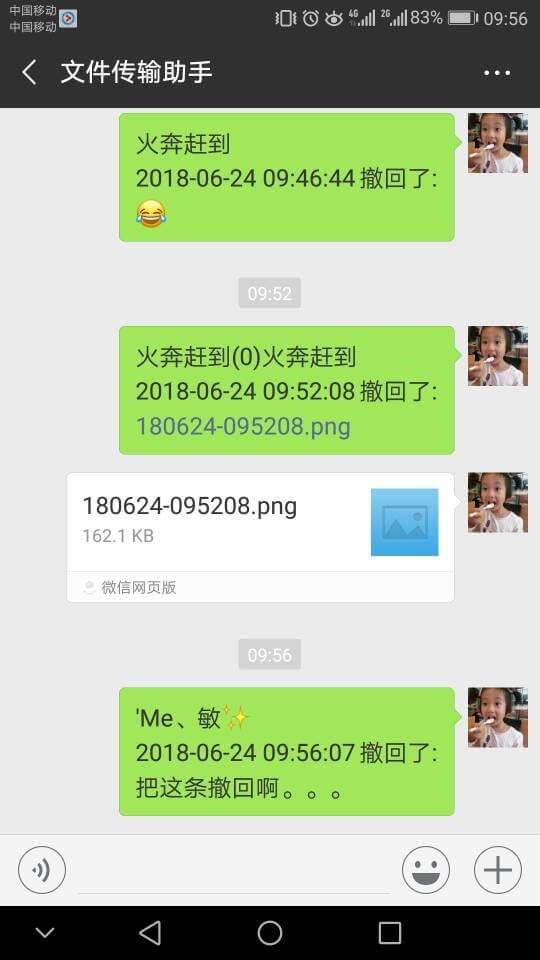 中国移动
中国移动
4G
2G
83%
09:56
文件传输助手
火奔赶到
2018-06-24 09:46:44 撤回了:
09:52
火奔赶到(0)火奔赶到
2018-06-24 09:52:08 撤回了:
180624-095208.png
180624-095208.png
162.1 KB
微信网页版
09:56
'Me、敏✨
2018-06-24 09:56:07 撤回了:
把这条撤回啊。。。